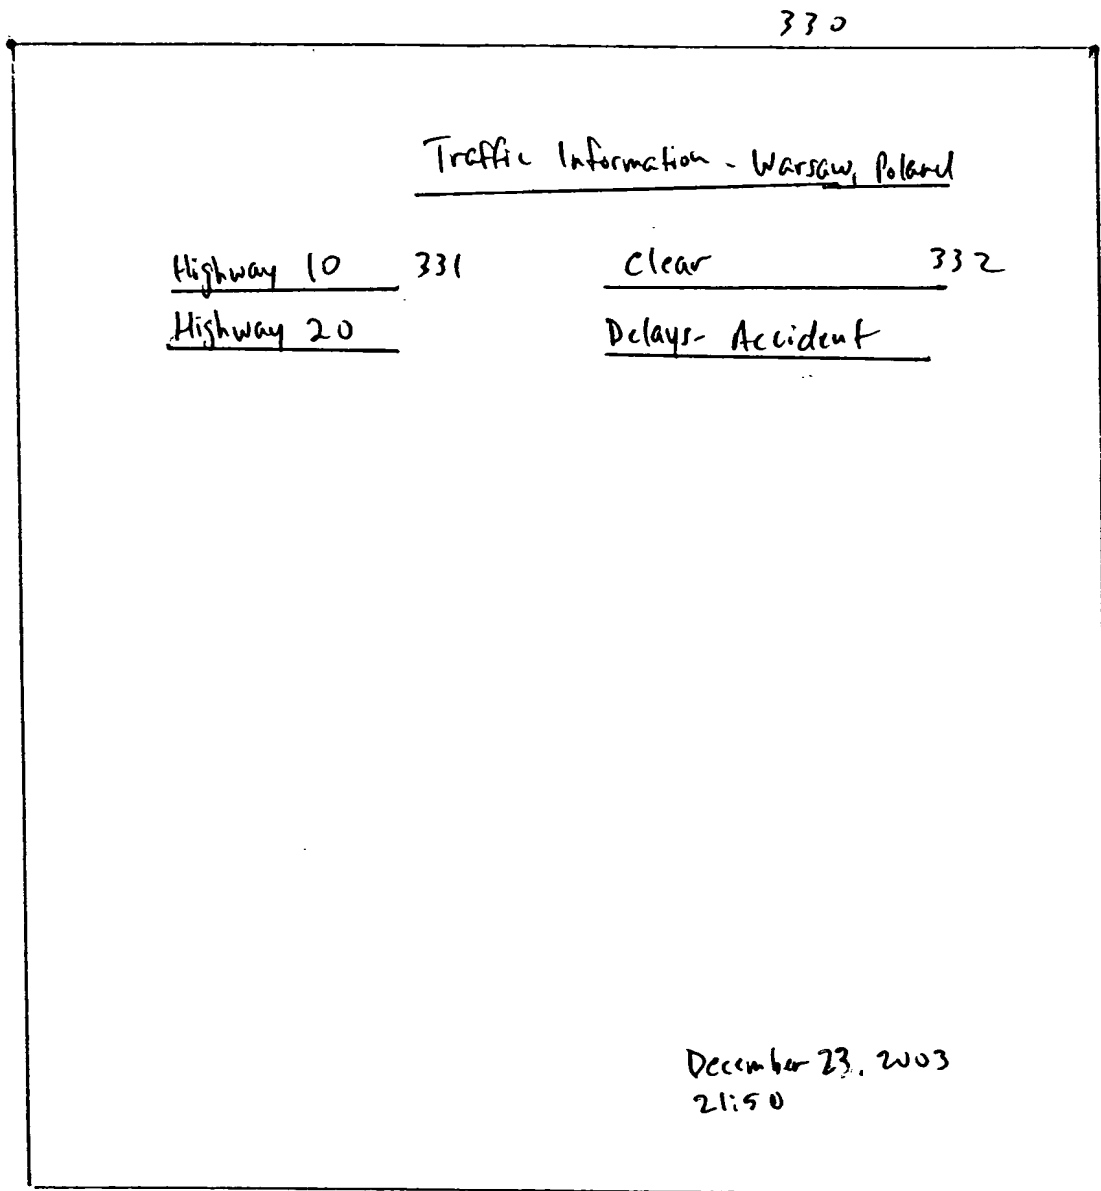 330
Traffic Information - Warsaw, Poland
Highway 10 331 Clear 332
Highway 20 Delays- Accident
December 23, 2003
21:50